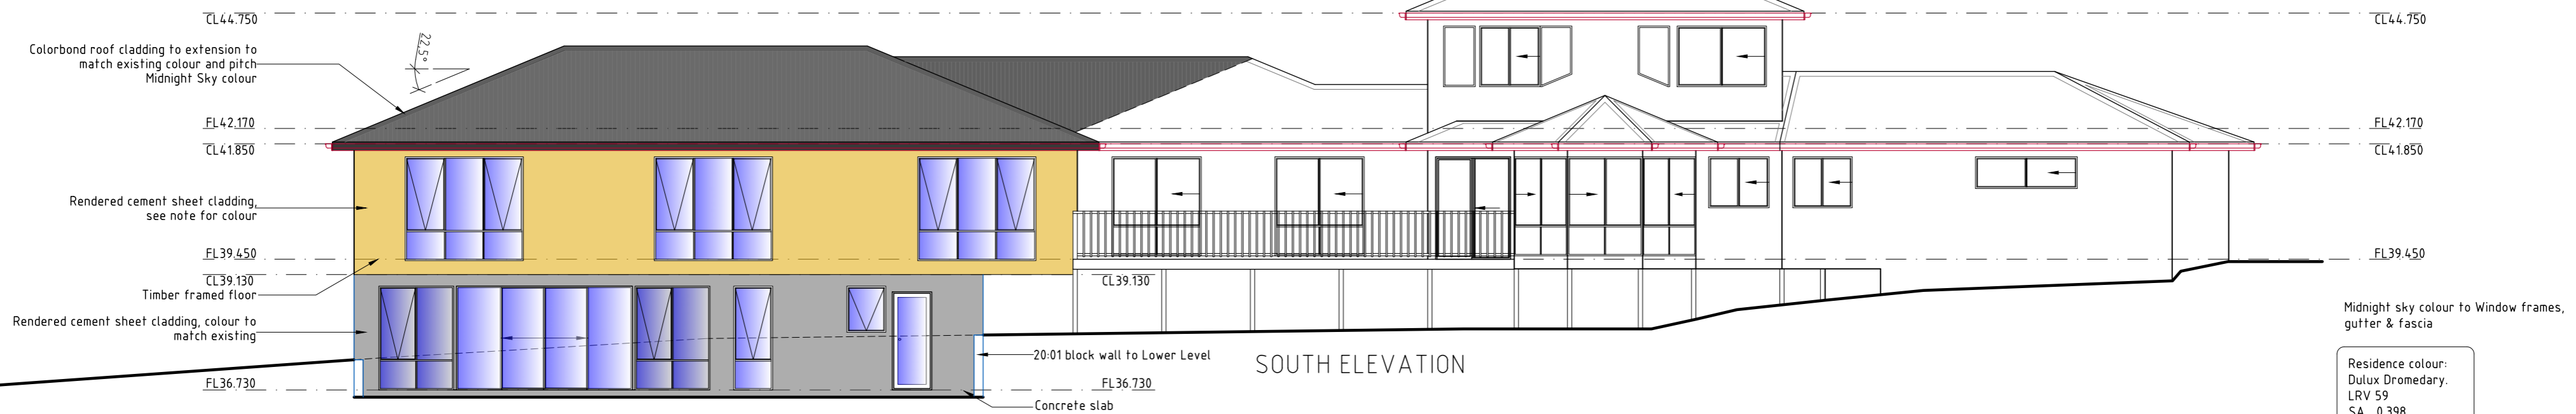 CL44.750
CL44.750
Colorbond roof cladding to extension to
match existing colour and pitch
Midnight Sky colour
22,5°
FL42.170
FL42.170
CL41.850
CL41.850
Rendered cement sheet cladding,
see note for colour
FL39.450
FL39.450
CL39.130
CL39.130
Timber framed floor
Rendered cement sheet cladding, colour to
match existing
Midnight sky colour to Window frames,
gutter & fascia
20:01 block wall to Lower Level
SOUTH ELEVATION
FL36.730
FL36.730
Concrete slab
Residence colour:
Dulux Dromedary.
LRV 59
SA 0.398